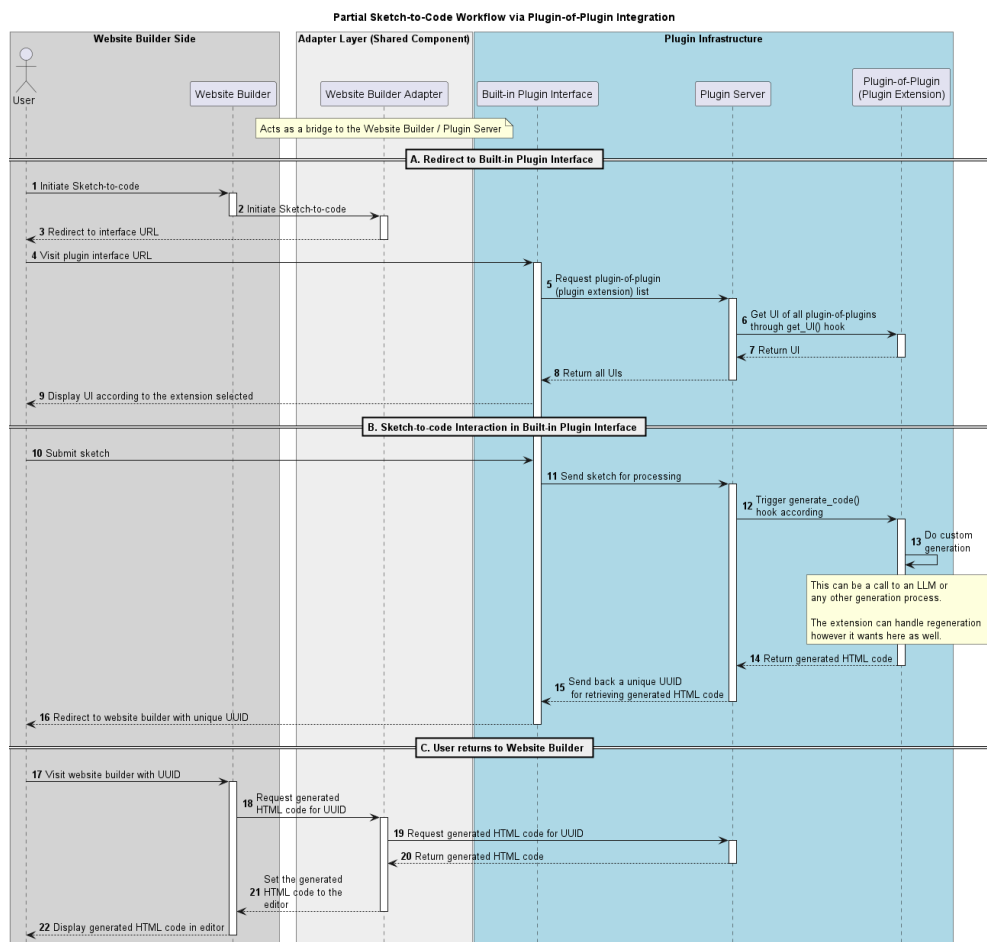 Partial Sketch-to-Code Workflow via Plugin-of-Plugin Integration
Website Builder Side
Adapter Layer (Shared Component)
Plugin Infrastructure
User
Website Builder
Website Builder Adapter
Built-in Plugin Interface
Plugin Server
Plugin-of-Plugin
(Plugin Extension)
Acts as a bridge to the Website Builder / Plugin Server
A. Redirect to Built-in Plugin Interface
1 Initiate Sketch-to-code
2 Initiate Sketch-to-code
3 Redirect to interface URL
4 Visit plugin interface URL
5 Request plugin-of-plugin
(plugin extension) list
6 Get UI of all plugin-of-plugins
through get_UI() hook
7 Return UI
8 Return all UIs
9 Display UI according to the extension selected
B. Sketch-to-code Interaction in Built-in Plugin Interface
10 Submit sketch
11 Send sketch for processing
12 Trigger generate_code()
hook according
13 Do custom
generation
This can be a call to an LLM or
any other generation process.
The extension can handle regeneration
however it wants here as well.
14 Return generated HTML code
15 Send back a unique UUID
for retrieving generated HTML code
16 Redirect to website builder with unique UUID
C. User returns to Website Builder
17 Visit website builder with UUID
18 Request generated
HTML code for UUID
19 Request generated HTML code for UUID
20 Return generated HTML code
Set the generated
21 HTML code to the
editor
22 Display generated HTML code in editor